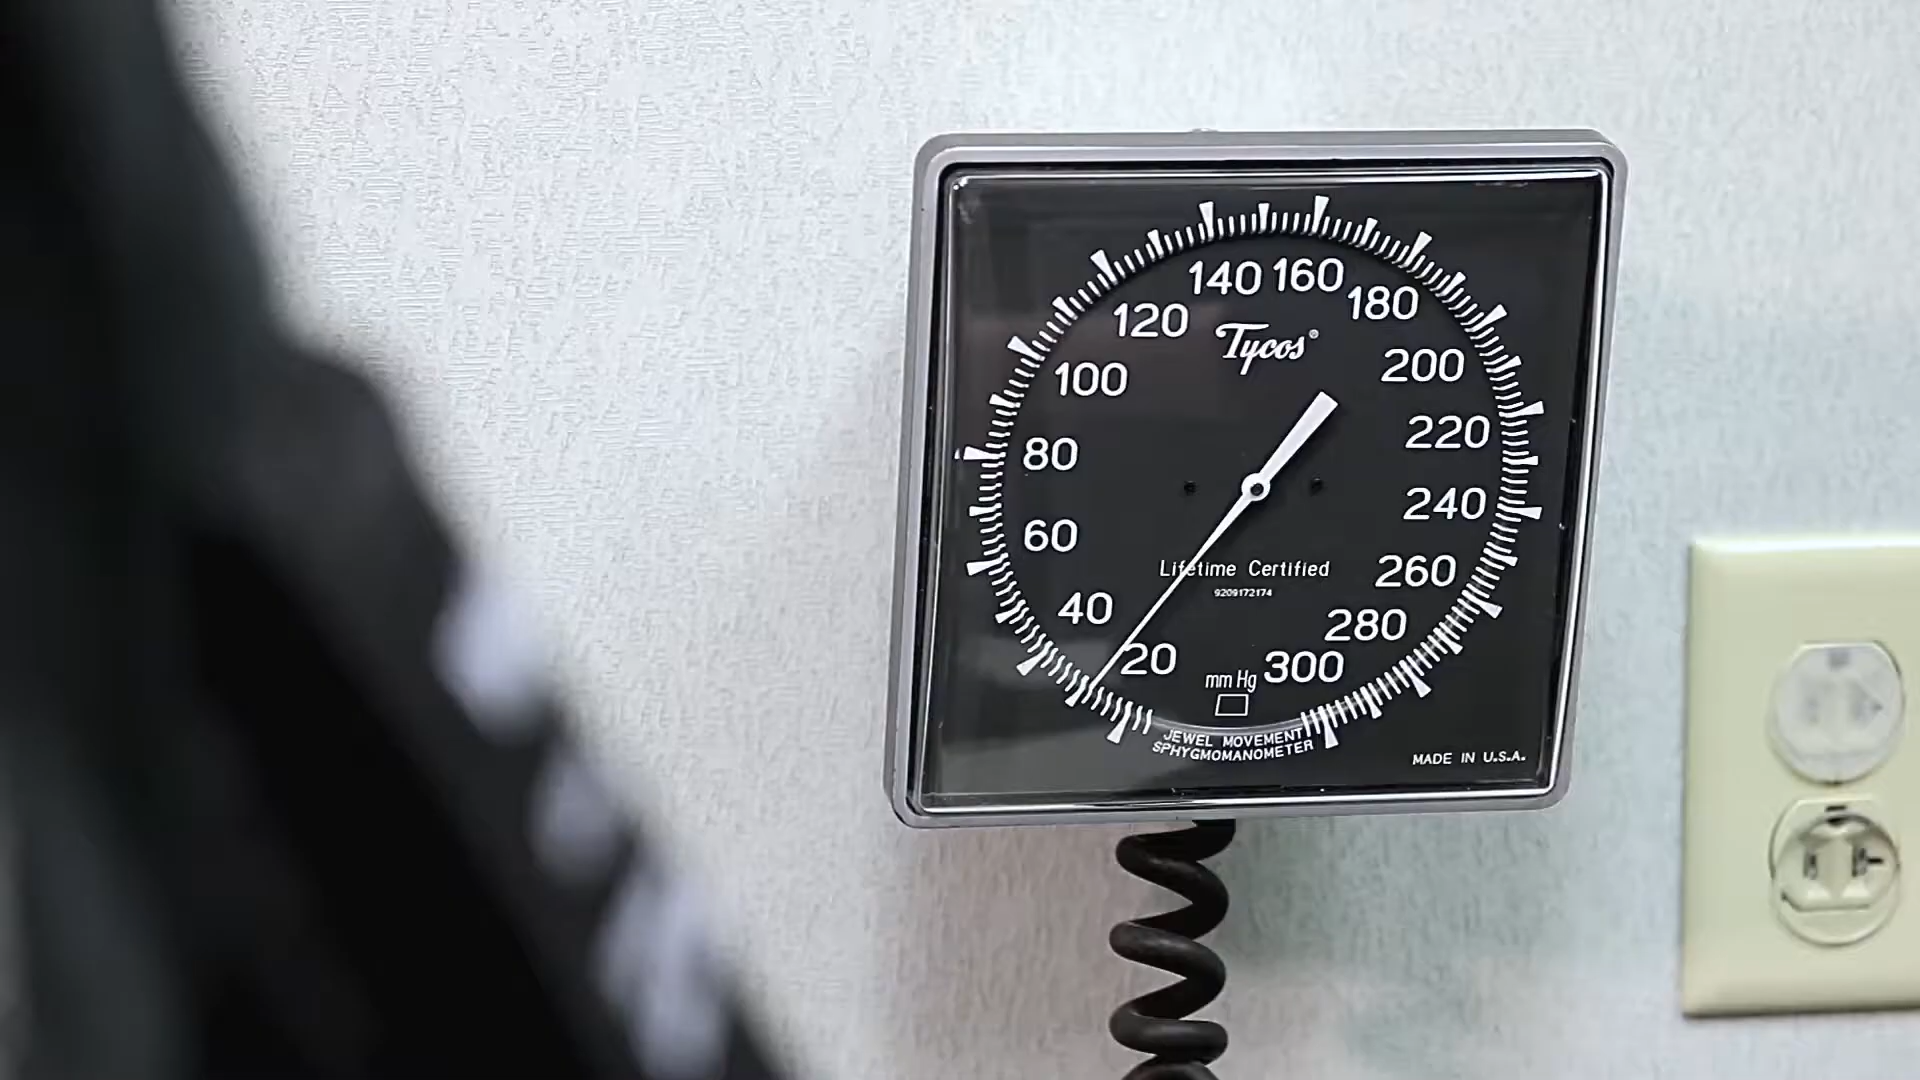 140 160
120 180
Tycos®
100 200
80 220
60 240
Lifetime Certified
9209172174
40 260
20 280
mm Hg 300
JEWEL MOVEMENT
SPHYGMOMANOMETER
MADE IN U.S.A.